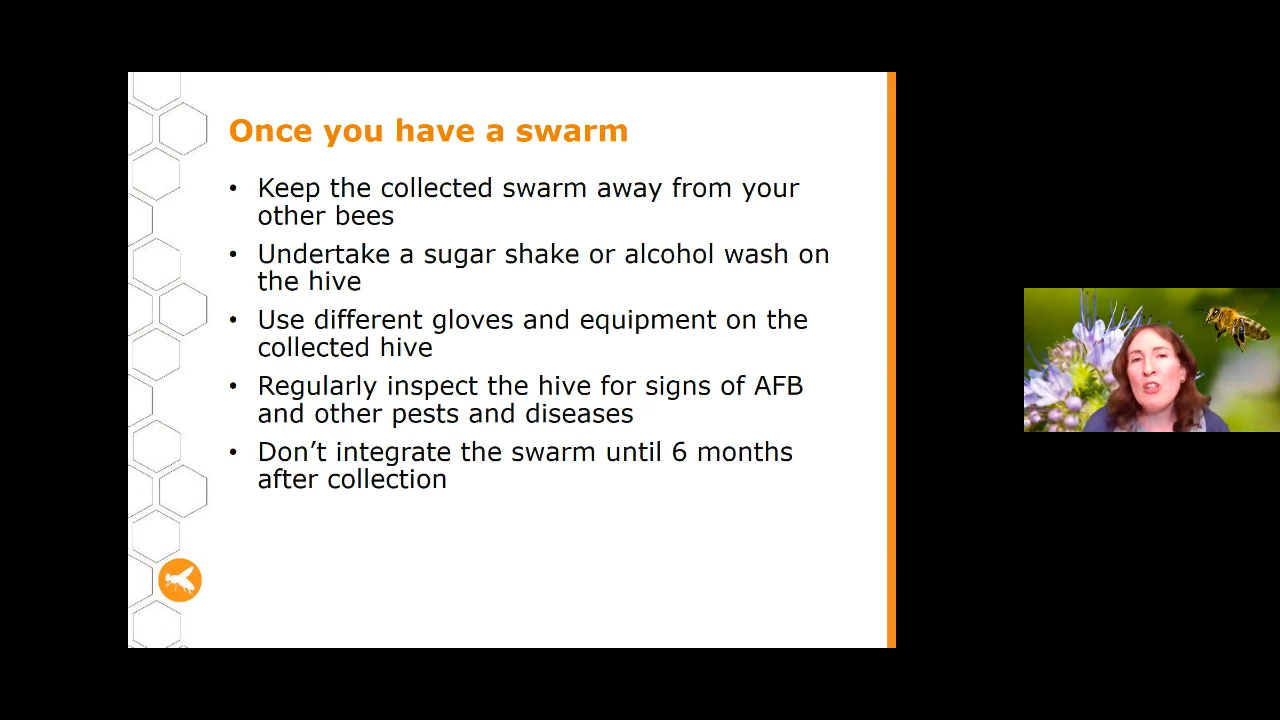 Once you have a swarm
• Keep the collected swarm away from your
other bees
• Undertake a sugar shake or alcohol wash on
the hive
• Use different gloves and equipment on the
collected hive
• Regularly inspect the hive for signs of AFB
and other pests and diseases
• Don’t integrate the swarm until 6 months
after collection